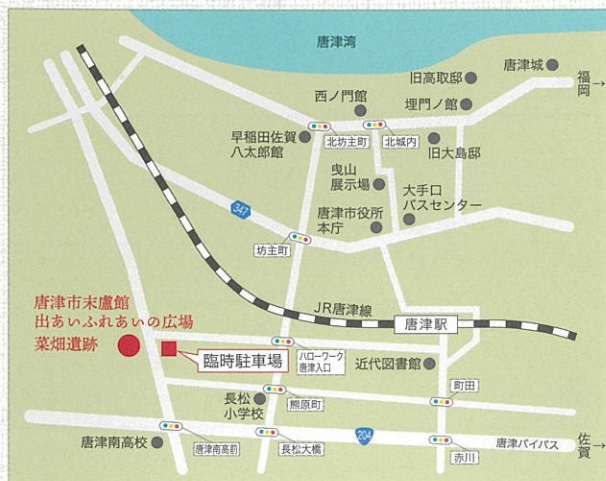 唐津湾
唐津城
福岡→
旧高取邸
西ノ門館
埋門ノ館
早稲田佐賀
八太郎館
北坊主町
北城内
旧大島邸
曳山
展示場
大手口
バスセンター
347
唐津市役所
本庁
坊主町
唐津市末盧館
出あいふれあいの広場
菜畑遺跡
JR唐津線
唐津駅
臨時駐車場
ハローワーク
唐津入口
近代図書館
長松
小学校
熊原町
町田
唐津南高校
唐津南高前
長松大橋
204
赤川
唐津バイパス
佐賀→